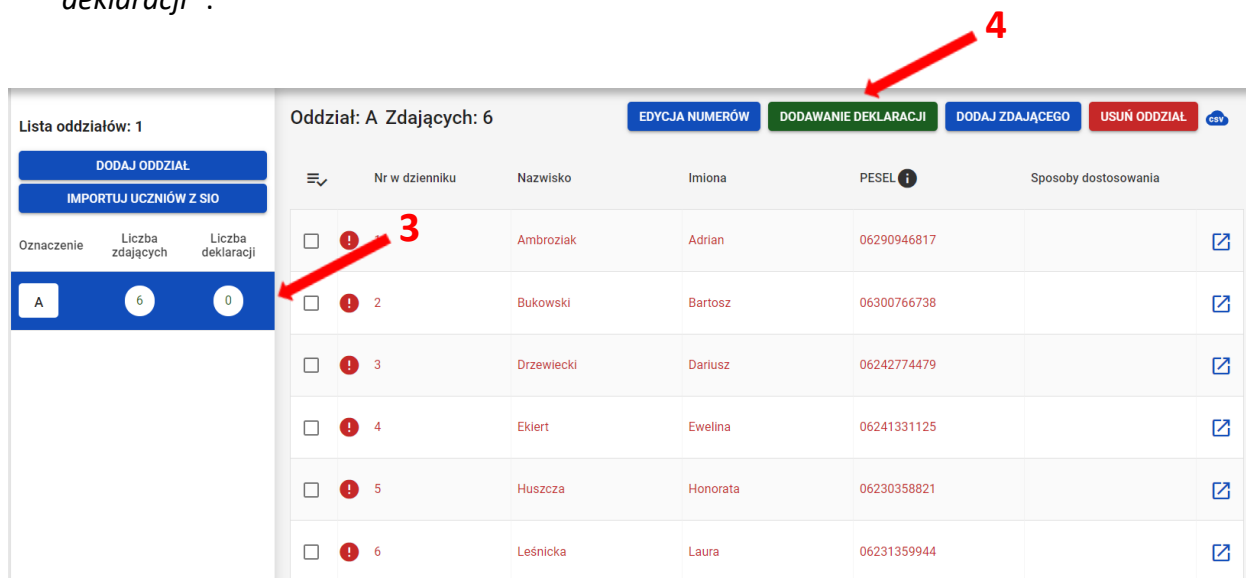 deklaracji".
4
Lista oddziałów: 1
DODAJ ODDZIAŁ
IMPORTUJ UCZNIÓW Z SIO
Oznaczenie Liczba zdających Liczba deklaracji
A 6 0
3
Oddział: A Zdających: 6
EDYCJA NUMERÓW DODAWANIE DEKLARACJI DODAJ ZDAJĄCEGO USUŃ ODDZIAŁ csv
Nr w dzienniku Nazwisko Imiona PESEL Sposoby dostosowania
Ambroziak Adrian 06290946817
2 Bukowski Bartosz 06300766738
3 Drzewiecki Dariusz 06242774479
4 Ekiert Ewelina 06241331125
5 Huszcza Honorata 06230358821
6 Leśnicka Laura 06231359944